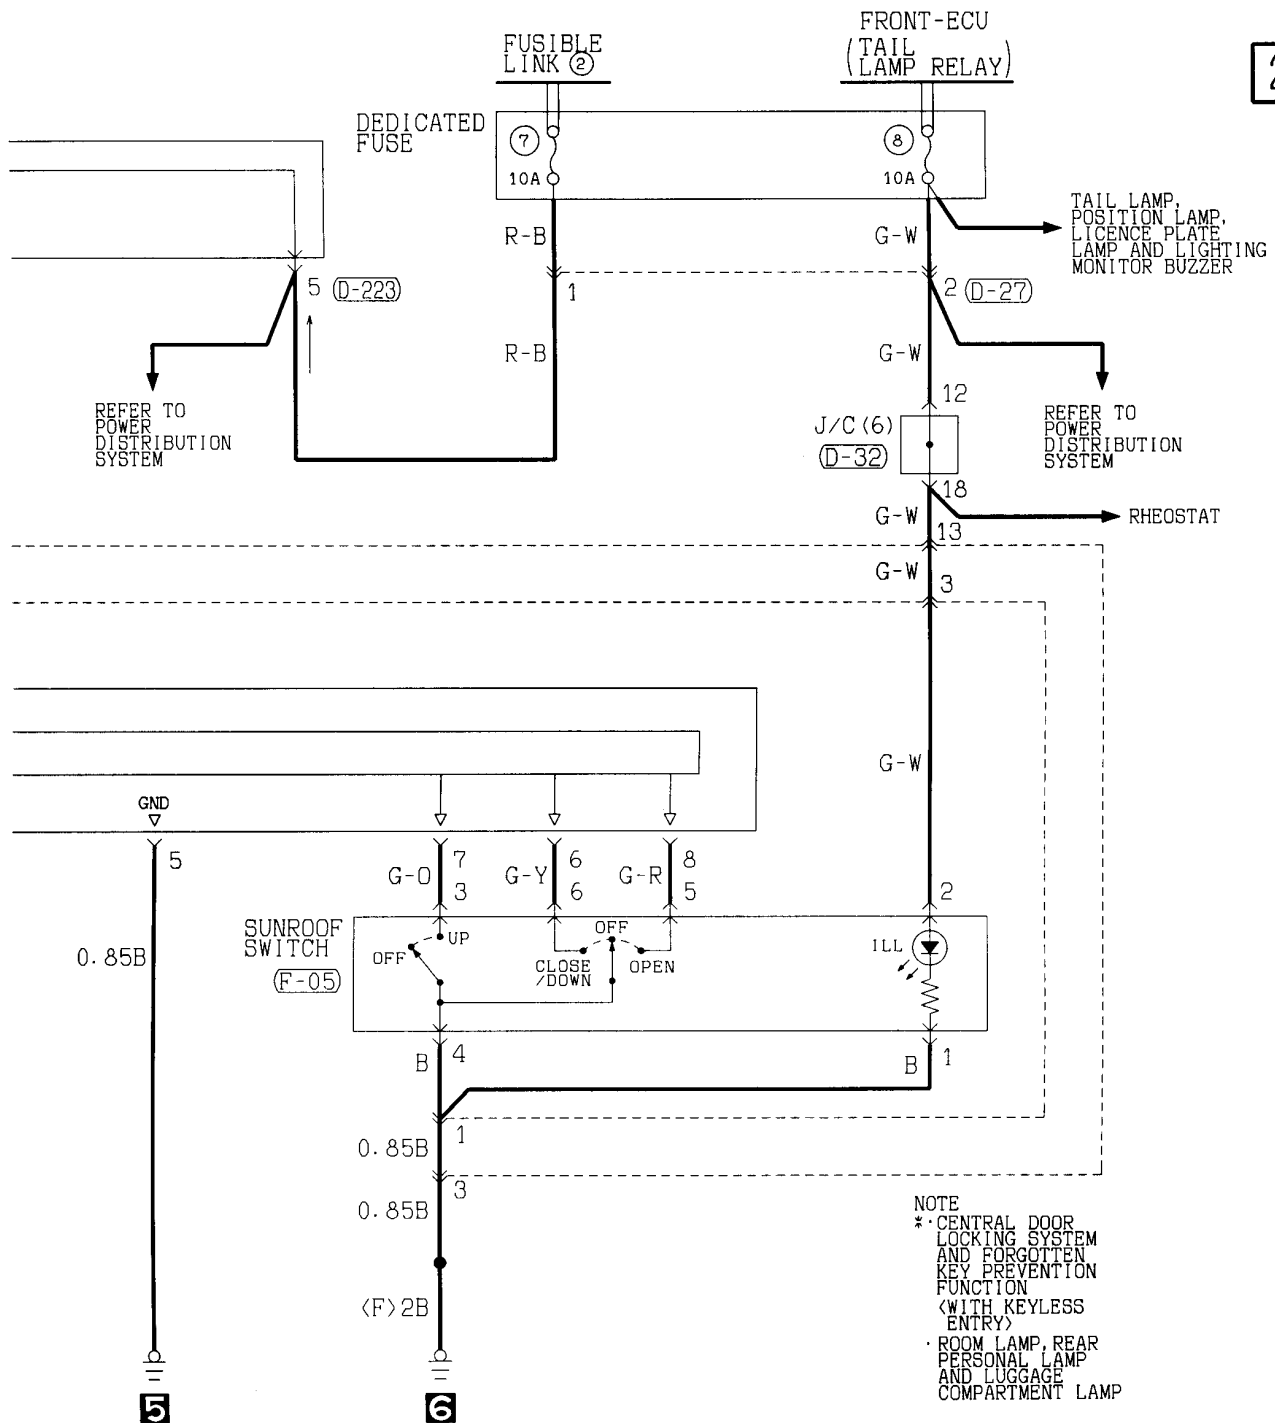 FRONT-ECU
(TAIL
LAMP RELAY)
FUSIBLE
LINK ②
DEDICATED
FUSE
7
10A
8
10A
R-B
G-W
TAIL LAMP,
POSITION LAMP,
LICENCE PLATE
LAMP AND LIGHTING
MONITOR BUZZER
5 (D-223)
1
2 (D-27)
R-B
G-W
REFER TO
POWER
DISTRIBUTION
SYSTEM
12
J/C(6)
(D-32)
REFER TO
POWER
DISTRIBUTION
SYSTEM
18
G-W
RHEOSTAT
13
G-W
3
G-W
GND
5
7
6
8
G-O
G-Y
G-R
3
6
5
2
SUNROOF
SWITCH
(F-05)
0.85B
UP
OFF
OFF
CLOSE
/DOWN
OPEN
ILL
B
4
B
1
0.85B
1
0.85B
3
<F>2B
5
6
NOTE
*·CENTRAL DOOR
LOCKING SYSTEM
AND FORGOTTEN
KEY PREVENTION
FUNCTION
<WITH KEYLESS
ENTRY>
·ROOM LAMP, REAR
PERSONAL LAMP
AND LUGGAGE
COMPARTMENT LAMP